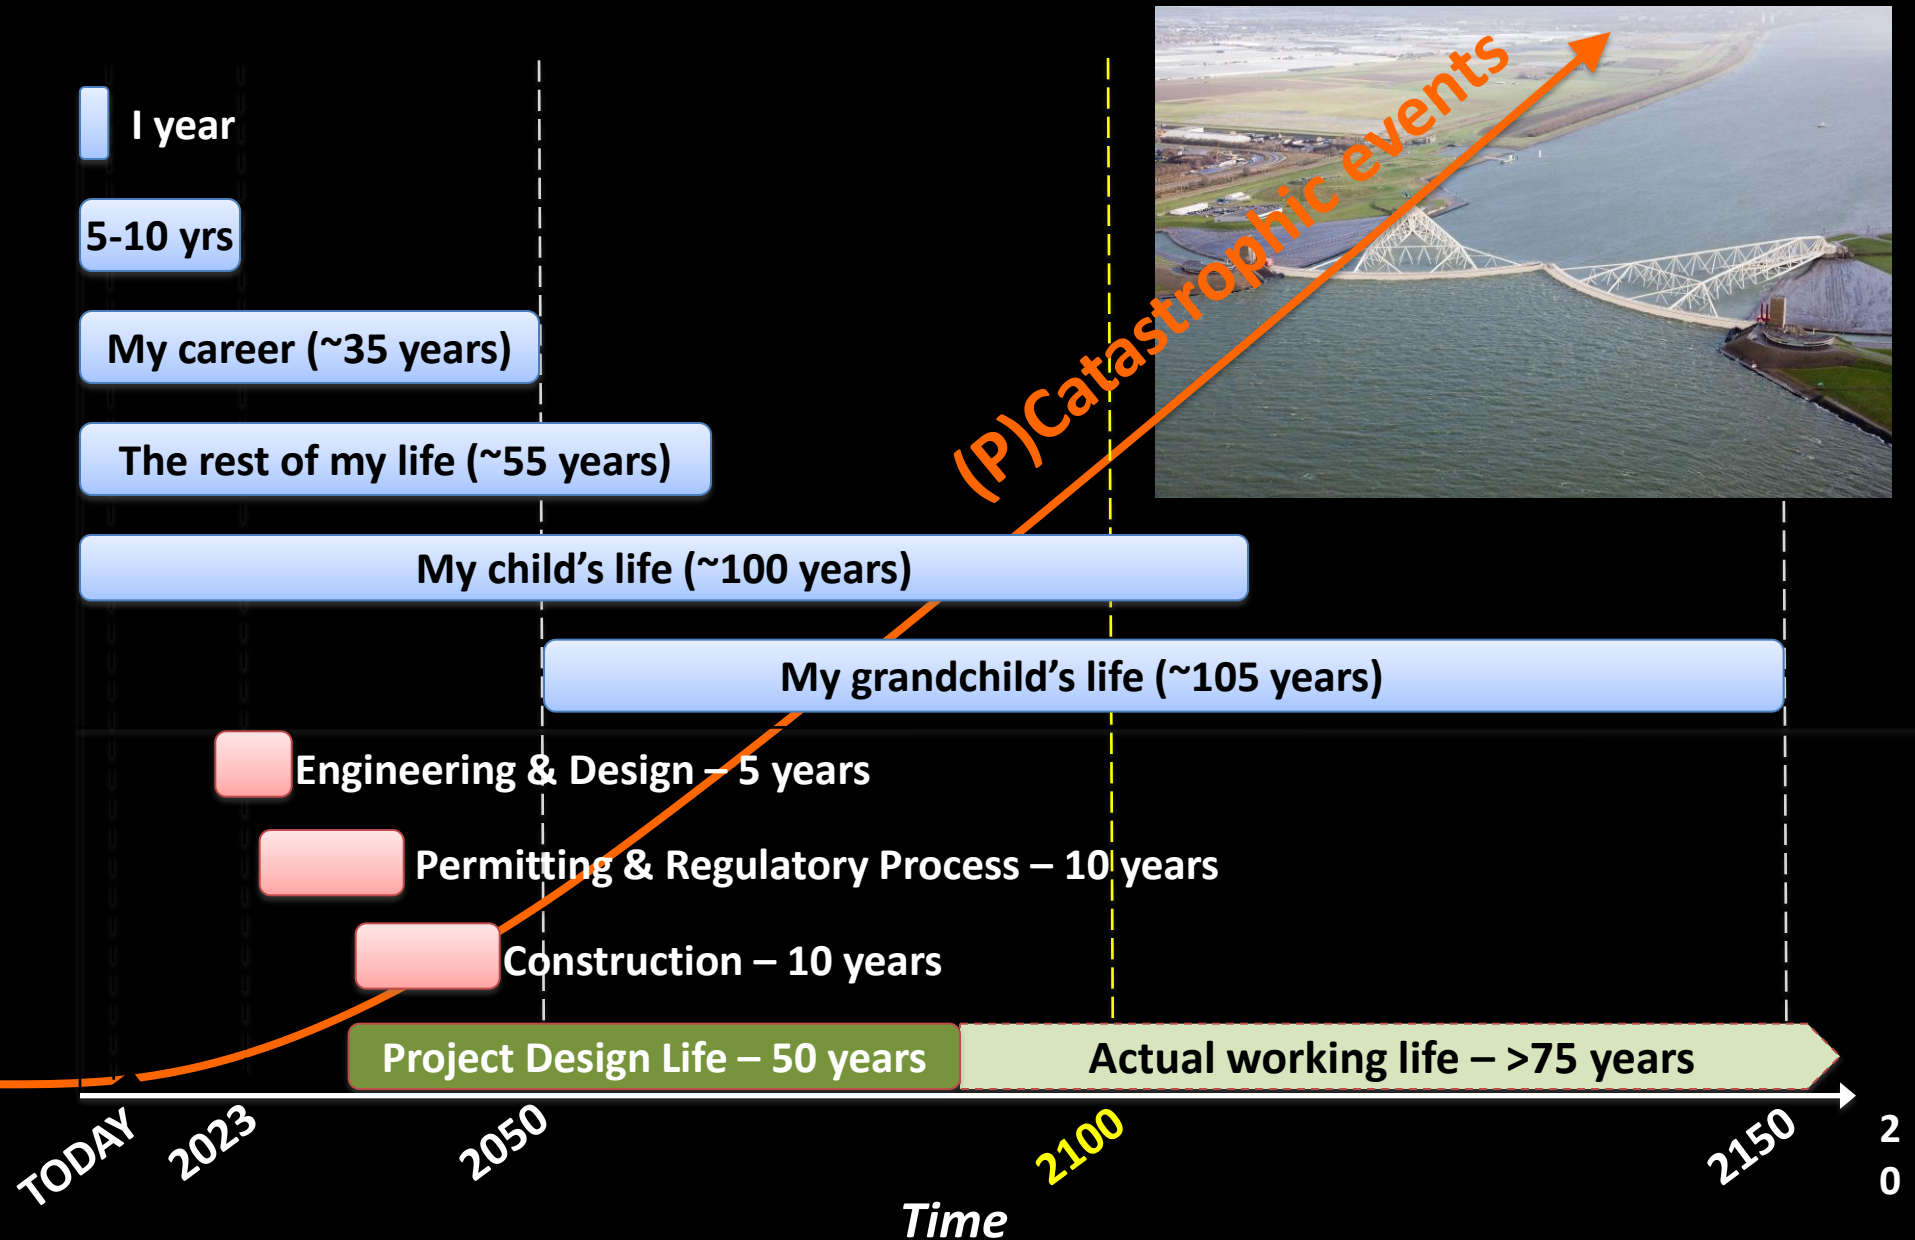 I year
5-10 yrs
My career (~35 years)
The rest of my life (~55 years)
(P)Catastrophic events
My child’s life (~100 years)
My grandchild’s life (~105 years)
Engineering & Design – 5 years
Permitting & Regulatory Process – 10 years
Construction – 10 years
Project Design Life – 50 years
Actual working life – >75 years
TODAY
2023
2050
2100
2150
2
0
Time